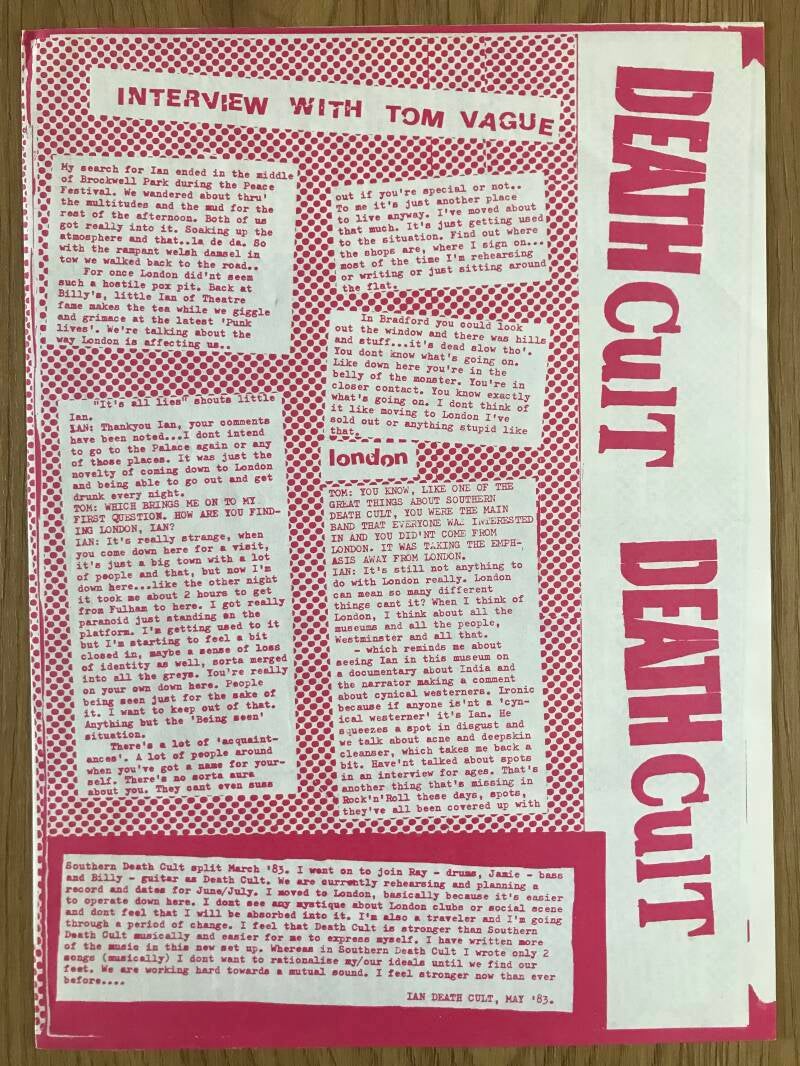 INTERVIEW WITH TOM VAGUE
My search for Ian ended in the middle
of Brockwell Park during the Peace
Festival. We wandered about thru'
the multitudes and the mud for the
rest of the afternoon. Both of us
got really into it. Soaking up the
atmosphere and that..la de da. So
with the rampant welsh damsel in
tow we walked back to the road..
For once London did'nt seem
such a hostile pox pit. Back at
Billy's, little Ian of Theatre
fame makes the tea while we giggle
and grimace at the latest 'Punk
lives'. We're talking about the
way London is affecting us..
"It's all lies" shouts little
Ian.
IAN: Thankyou Ian, your comments
have been noted...I dont intend
to go to the Palace again or any
of those places. It was just the
novelty of coming down to London
and being able to go out and get
drunk every night.
TOM: WHICH BRINGS ME ON TO MY
FIRST QUESTION. HOW ARE YOU FIND-
ING LONDON, IAN?
IAN: It's really strange, when
you come down here for a visit,
it's just a big town with a lot
of people and that, but now I'm
down here...like the other night
it took me about 2 hours to get
from Fulham to here. I got really
paranoid just standing on the
platform. I'm getting used to it
but I'm starting to feel a bit
closed in, maybe a sense of loss
of identity as well, sorta merged
into all the greys. You're really
on your own down here. People
being seen just for the sake of
it. I want to keep out of that.
Anything but the 'Being seen'
situation.
There's a lot of 'acquaint-
ances'. A lot of people around
when you've got a name for your-
self. There's no sorta aura
about you. They cant even suss
out if you're special or not..
To me it's just another place
to live anyway. I've moved about
that much. It's just getting used
to the situation. Find out where
the shops are, where I sign on...
most of the time I'm rehearsing
or writing or just sitting around
the flat.
In Bradford you could look
out the window and there was hills
and stuff...it's dead slow tho'.
You dont know what's going on.
Like down here you're in the
belly of the monster. You're in
closer contact. You know exactly
what's going on. I dont think of
it like moving to London I've
sold out or anything stupid like
that.
london
TOM: YOU KNOW, LIKE ONE OF THE
GREAT THINGS ABOUT SOUTHERN
DEATH CULT, YOU WERE THE MAIN
BAND THAT EVERYONE WAS INTERESTED
IN AND YOU DID'NT COME FROM
LONDON. IT WAS TAKING THE EMPH-
ASIS AWAY FROM LONDON.
IAN: It's still not anything to
do with London really. London
can mean so many different
things cant it? When I think of
London, I think about all the
museums and all the people,
Westminster and all that.
- which reminds me about
seeing Ian in this museum on
a documentary about India and
the narrator making a comment
about cynical westerners. Ironic
because if anyone is'nt a 'cyn-
ical westerner' it's Ian. He
squeezes a spot in disgust and
we talk about acne and deepskin
cleanser, which takes me back a
bit. Have'nt talked about spots
in an interview for ages. That's
another thing that's missing in
Rock'n'Roll these days, spots,
they've all been covered up with
Southern Death Cult split March '83. I went on to join Ray - drums, Jamie - bass
and Billy - guitar as Death Cult. We are currently rehearsing and planning a
record and dates for June/July. I moved to London, basically because it's easier
to operate down here. I dont see any mystique about London clubs or social scene
and dont feel that I will be absorbed into it. I'm also a traveler and I'm going
through a period of change. I feel that Death Cult is stronger than Southern
Death Cult musically and easier for me to express myself. I have written more
of the music in this new set up. Whereas in Southern Death Cult I wrote only 2
songs (musically) I dont want to rationalise my/our ideals until we find our
feet. We are working hard towards a mutual sound. I feel stronger now than ever
before....
IAN DEATH CULT, MAY '83.
DEATH CulT DEATH CulT